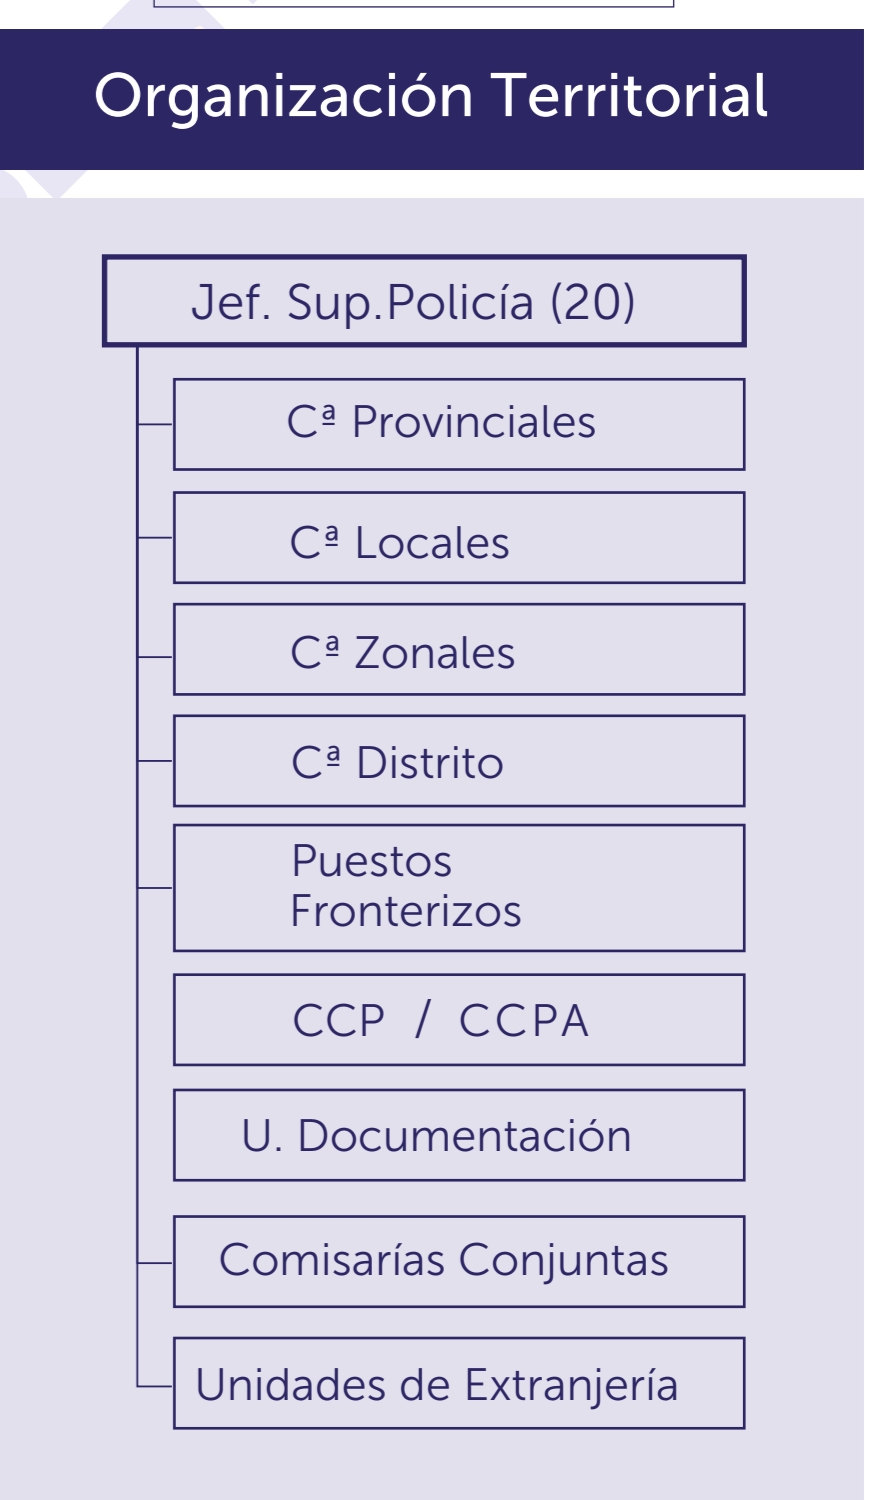 Organización Territorial
Jef. Sup.Policía (20)
Cª Provinciales
Cª Locales
Cª Zonales
Cª Distrito
Puestos
Fronterizos
CCP / CCPA
U. Documentación
Comisarías Conjuntas
Unidades de Extranjería